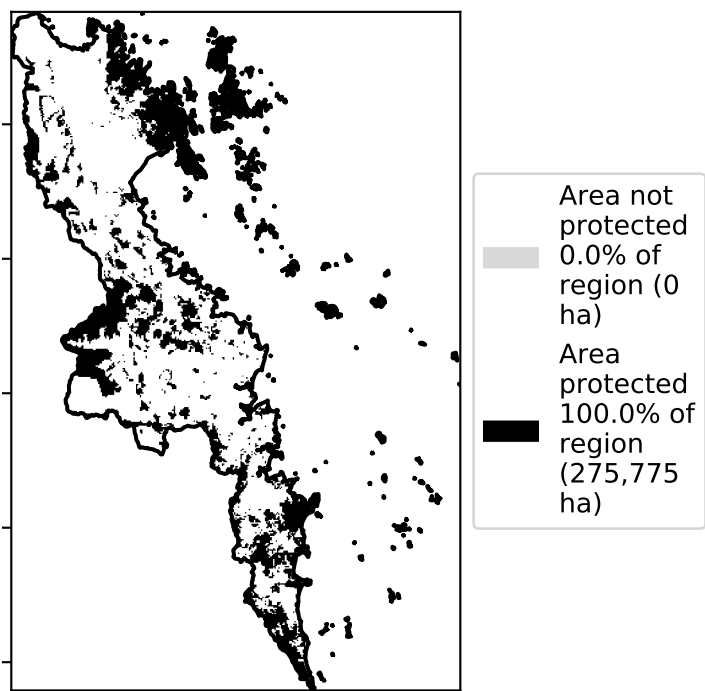 Area not
protected
0.0% of
region (0
ha)
Area
protected
100.0% of
region
(275,775
ha)